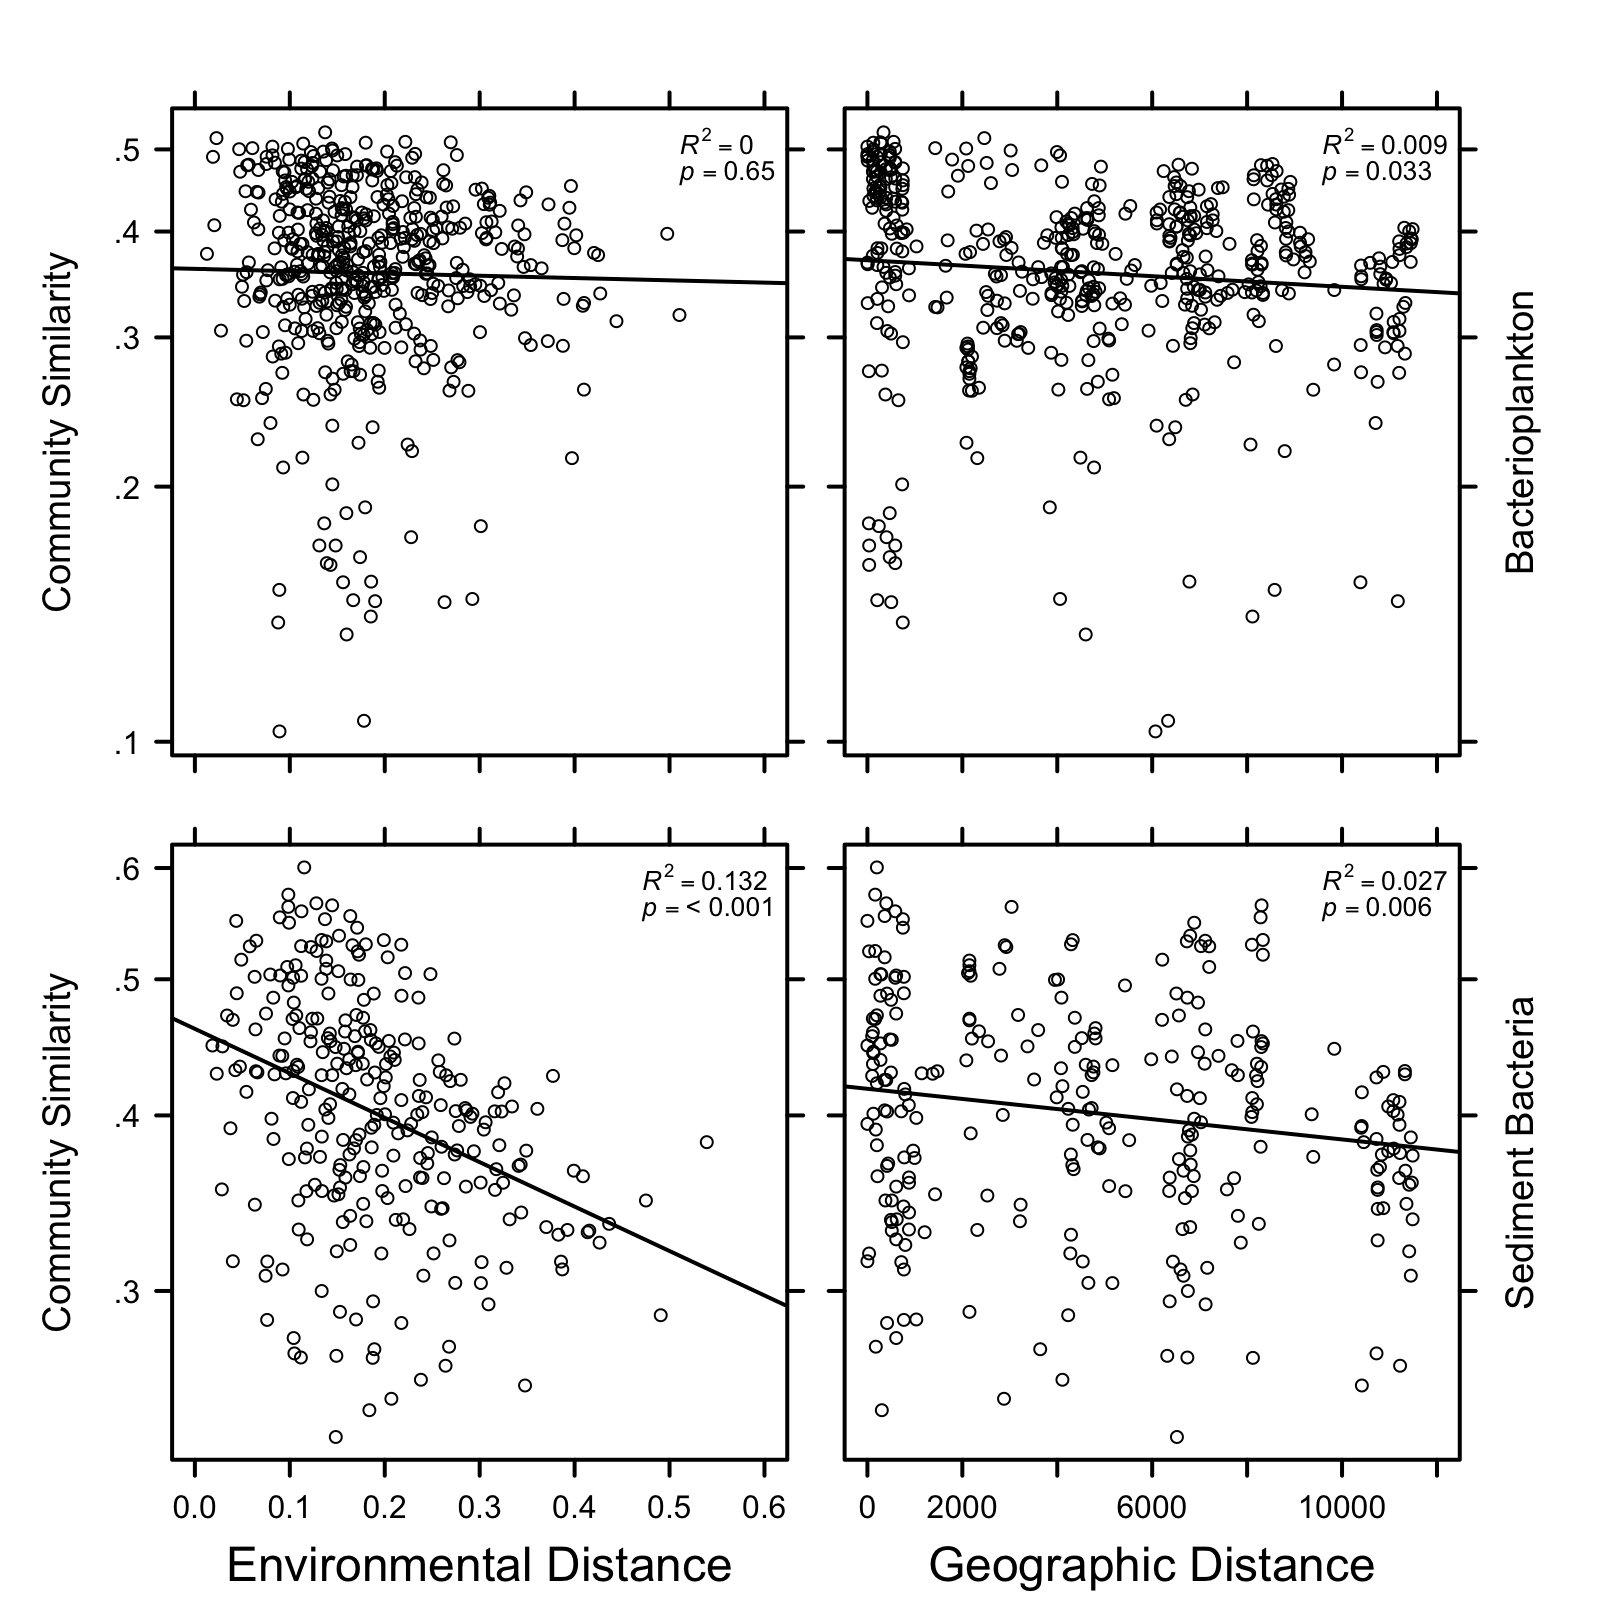 R² = 0
p = 0.65
.5
.4
.3
.2
.1
Community Similarity
R² = 0.009
p = 0.033
Bacterioplankton
R² = 0.132
p = < 0.001
.6
.5
.4
.3
Community Similarity
0.0 0.1 0.2 0.3 0.4 0.5 0.6
Environmental Distance
R² = 0.027
p = 0.006
Sediment Bacteria
0 2000 6000 10000
Geographic Distance